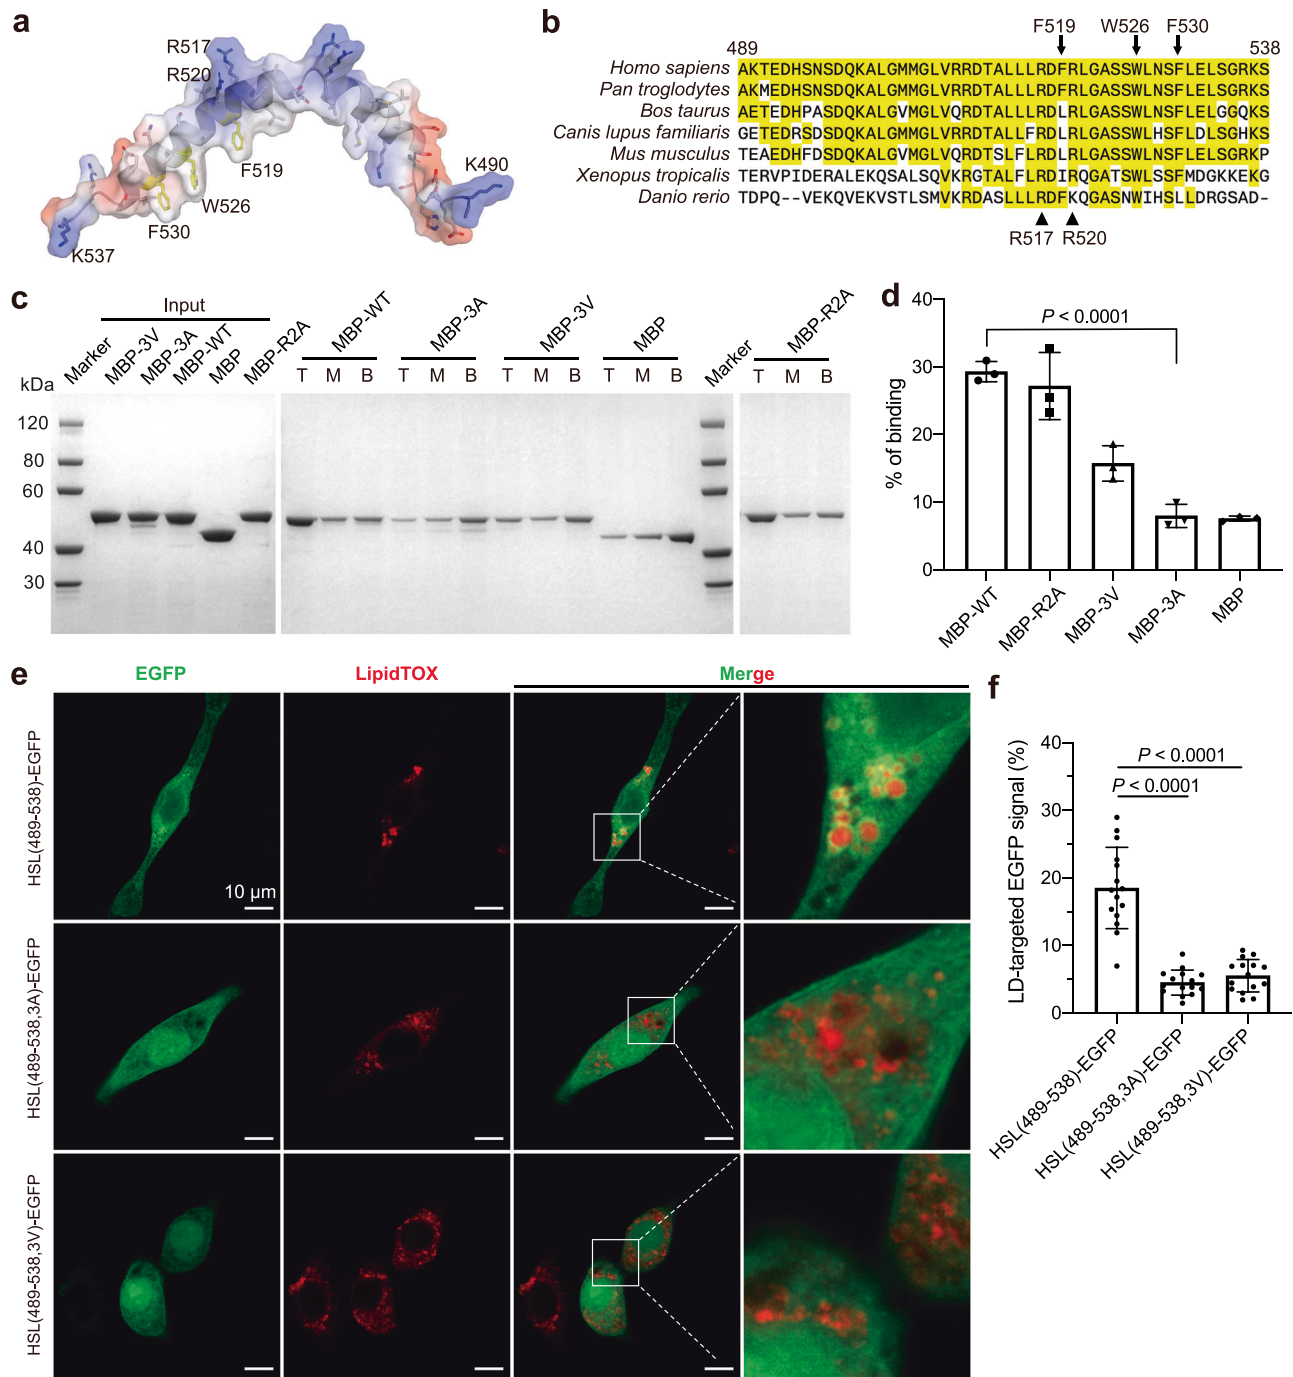 a
R517
R520
F519
W526
F530
K537
K490
b
F519 W526 F530
489 538
Homo sapiens AKTEDHSNSDQKALGMMGLVRRDTALLLRDFRLGASSWLNSFLELSGRKS
Pan troglodytes AKMEDHSNSDQKALGMMGLVRRDTALLLRDFRLGASSWLNSFLELSGRKS
Bos taurus AETEDHPASDQKALGVMGLVQRDTALLLRDLRLGASSWLNSFLELGGQKS
Canis lupus familiaris GETEDRSDSDQKALGMMGLVRRDTALLFRDLRLGASSWLHSFLDLSGHKS
Mus musculus TEAEDHFDSDQKALGVMGLVQRDTSLFLRDLRLGASSWLNSFLELSGRKP
Xenopus tropicalis TERVPIDERALEKQSALSQVKRGTALFLRDIRQGATSWLSSFMDGKKEKG
Danio rerio TDPQ--VEKQVEKVSTLSMVKRDASLLLRDFKQGASNWIHSLLDRGSAD-
R517 R520
c
Input
Marker MBP-3V MBP-3A MBP-WT MBP MBP-R2A MBP-WT MBP-3A MBP-3V MBP Marker MBP-R2A
T M B T M B T M B T M B T M B
kDa
120
80
60
40
30
d
% of binding
40
30
20
10
0
P < 0.0001
MBP-WT MBP-R2A MBP-3V MBP-3A MBP
e
EGFP LipidTOX Merge
HSL(489-538)-EGFP
10 µm
HSL(489-538,3A)-EGFP
HSL(489-538,3V)-EGFP
f
LD-targeted EGFP signal (%)
40
30
20
10
0
P < 0.0001
P < 0.0001
HSL(489-538)-EGFP
HSL(489-538,3A)-EGFP
HSL(489-538,3V)-EGFP